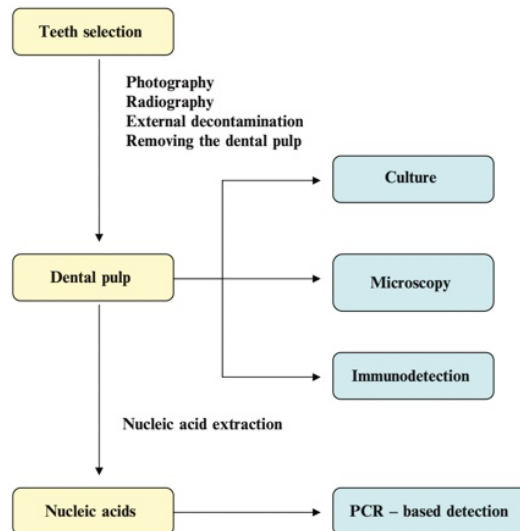 Teeth selection
Photography
Radiography
External decontamination
Removing the dental pulp
Culture
Dental pulp
Microscopy
Immunodetection
Nucleic acid extraction
Nucleic acids
PCR – based detection